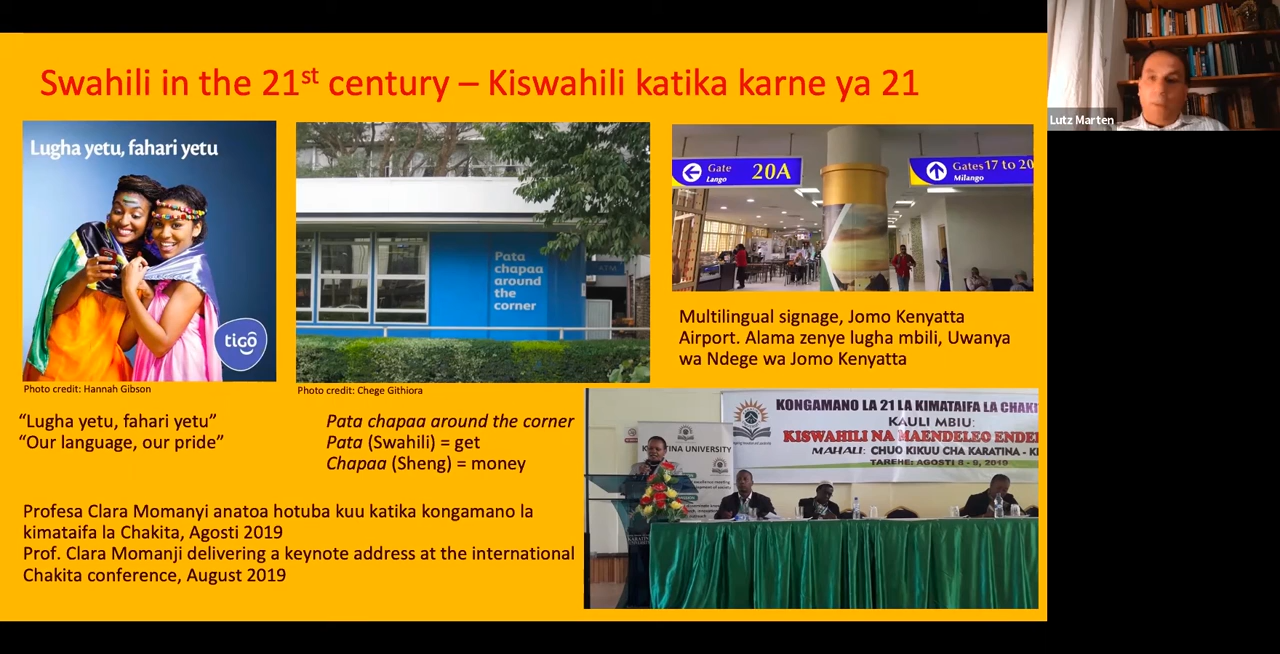 Swahili in the 21st century – Kiswahili katika karne ya 21
Lutz Marten
Lugha yetu, fahari yetu
tigo
Photo credit: Hannah Gibson
Pata
chapaa
around
the
corner
ATM
Photo credit: Chege Githiora
Gate 20A
Lango
Gates 17 to 20
Milango
Multilingual signage, Jomo Kenyatta
Airport. Alama zenye lugha mbili, Uwanya
wa Ndege wa Jomo Kenyatta
“Lugha yetu, fahari yetu”
“Our language, our pride”
Pata chapaa around the corner
Pata (Swahili) = get
Chapaa (Sheng) = money
KONGAMANO LA 21 LA KIMATAIFA LA CHAKI
KAULI MBIU:
KISWAHILI NA MAENDELEO ENDE
MAHALI: CHUO KIKUU CHA KARATINA - K
TAREHE: AGOSTI 8 - 9, 2019
UNIVERSITY
Profesa Clara Momanyi anatoa hotuba kuu katika kongamano la
kimataifa la Chakita, Agosti 2019
Prof. Clara Momanji delivering a keynote address at the international
Chakita conference, August 2019